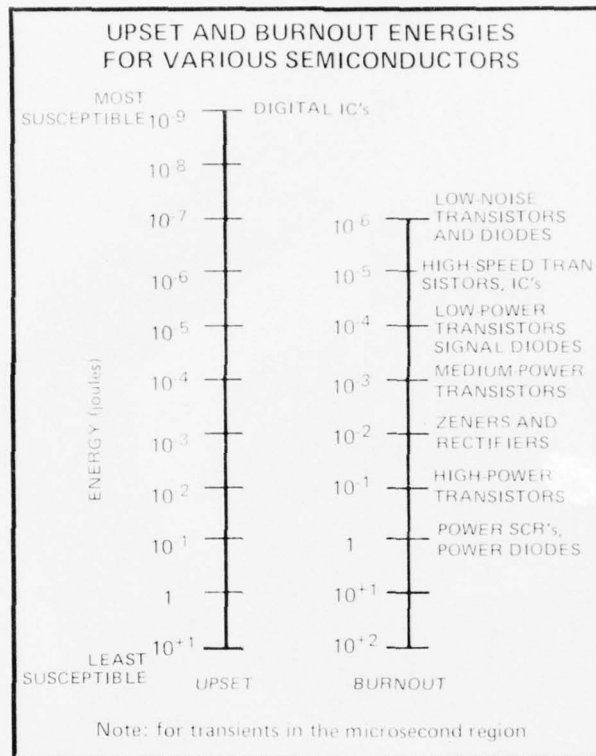 UPSET AND BURNOUT ENERGIES
FOR VARIOUS SEMICONDUCTORS
MOST
SUSCEPTIBLE 10-9 DIGITAL IC's
10-8
10-7
10-6
10-5
10-4
10-3
10-2
10-1
1
10+1
LEAST
SUSCEPTIBLE
ENERGY (joules)
UPSET
10-6
LOW-NOISE
TRANSISTORS
AND DIODES
10-5
HIGH-SPEED TRAN
SISTORS, IC's
10-4
LOW-POWER
TRANSISTORS
SIGNAL DIODES
10-3
MEDIUM-POWER
TRANSISTORS
10-2
ZENERS AND
RECTIFIERS
10-1
HIGH-POWER
TRANSISTORS
1
POWER SCR's,
POWER DIODES
10+1
10+2
BURNOUT
Note: for transients in the microsecond region